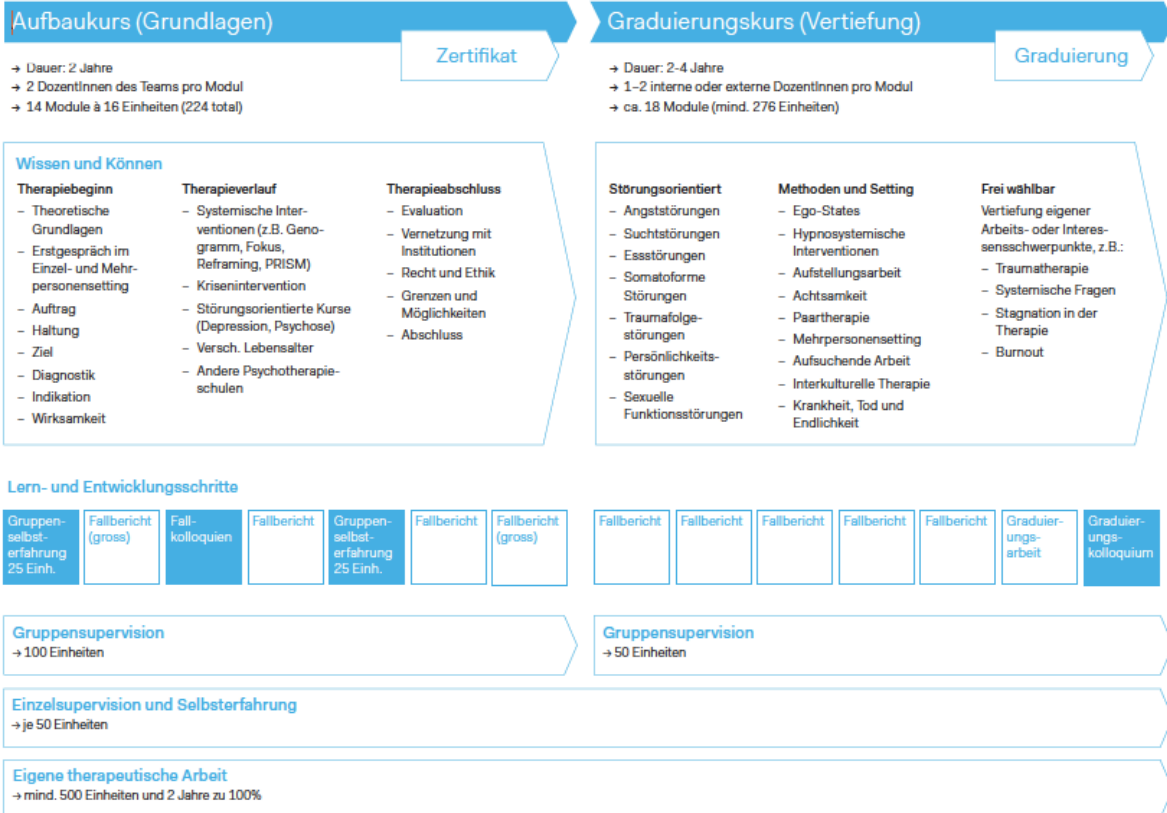 Aufbaukurs (Grundlagen)
Zertifikat
→ Dauer: 2 Jahre
→ 2 DozentInnen des Teams pro Modul
→ 14 Module à 16 Einheiten (224 total)
Graduierungskurs (Vertiefung)
Graduierung
→ Dauer: 2-4 Jahre
→ 1–2 interne oder externe DozentInnen pro Modul
→ ca. 18 Module (mind. 276 Einheiten)
Wissen und Können
Therapiebeginn
– Theoretische
Grundlagen
– Erstgespräch im
Einzel- und Mehr-
personensetting
– Auftrag
– Haltung
– Ziel
– Diagnostik
– Indikation
– Wirksamkeit
Therapieverlauf
– Systemische Inter-
ventionen (z.B. Geno-
gramm, Fokus,
Reframing, PRISM)
– Krisenintervention
– Störungsorientierte Kurse
(Depression, Psychose)
– Versch. Lebensalter
– Andere Psychotherapie-
schulen
Therapieabschluss
– Evaluation
– Vernetzung mit
Institutionen
– Recht und Ethik
– Grenzen und
Möglichkeiten
– Abschluss
Störungsorientiert
– Angststörungen
– Suchtstörungen
– Essstörungen
– Somatoforme
Störungen
– Traumafolge-
störungen
– Persönlichkeits-
störungen
– Sexuelle
Funktionsstörungen
Methoden und Setting
– Ego-States
– Hypnosystemische
Interventionen
– Aufstellungsarbeit
– Achtsamkeit
– Paartherapie
– Mehrpersonensetting
– Aufsuchende Arbeit
– Interkulturelle Therapie
– Krankheit, Tod und
Endlichkeit
Frei wählbar
Vertiefung eigener
Arbeits- oder Interes-
sensschwerpunkte, z.B.:
– Traumatherapie
– Systemische Fragen
– Stagnation in der
Therapie
– Burnout
Lern- und Entwicklungsschritte
Gruppen-
selbst-
erfahrung
25 Einh.
Fallbericht
(gross)
Fall-
kolloquien
Fallbericht
Gruppen-
selbst-
erfahrung
25 Einh.
Fallbericht
Fallbericht
(gross)
Fallbericht
Fallbericht
Fallbericht
Fallbericht
Fallbericht
Graduier-
ungs-
arbeit
Graduier-
ungs-
kolloquium
Gruppensupervision
→ 100 Einheiten
Gruppensupervision
→ 50 Einheiten
Einzelsupervision und Selbsterfahrung
→ je 50 Einheiten
Eigene therapeutische Arbeit
→ mind. 500 Einheiten und 2 Jahre zu 100%